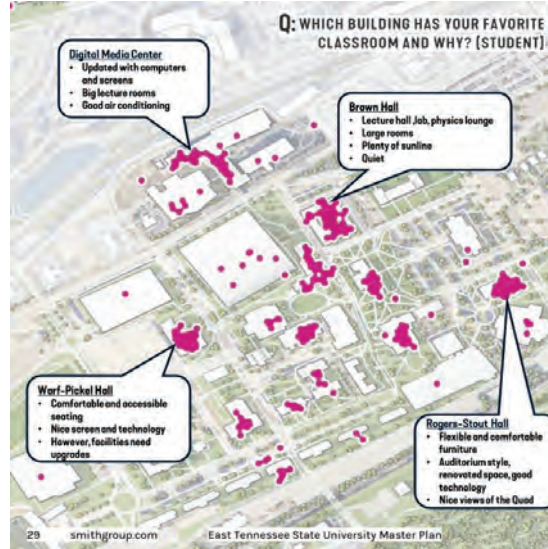 Q: WHICH BUILDING HAS YOUR FAVORITE
CLASSROOM AND WHY? [STUDENT]
Digital Media Center
• Updated with computers
and screens
• Big lecture rooms
• Good air conditioning
Brown Hall
• Lecture hall, lab, physics lounge
• Large rooms
• Plenty of sunline
• Quiet
Warf-Pickel Hall
• Comfortable and accessible
seating
• Nice screen and technology
• However, facilities need
upgrades
Rogers-Stout Hall
• Flexible and comfortable
furniture
• Auditorium style,
renovated space, good
technology
• Nice views of the Quad
29 smithgroup.com East Tennessee State University Master Plan